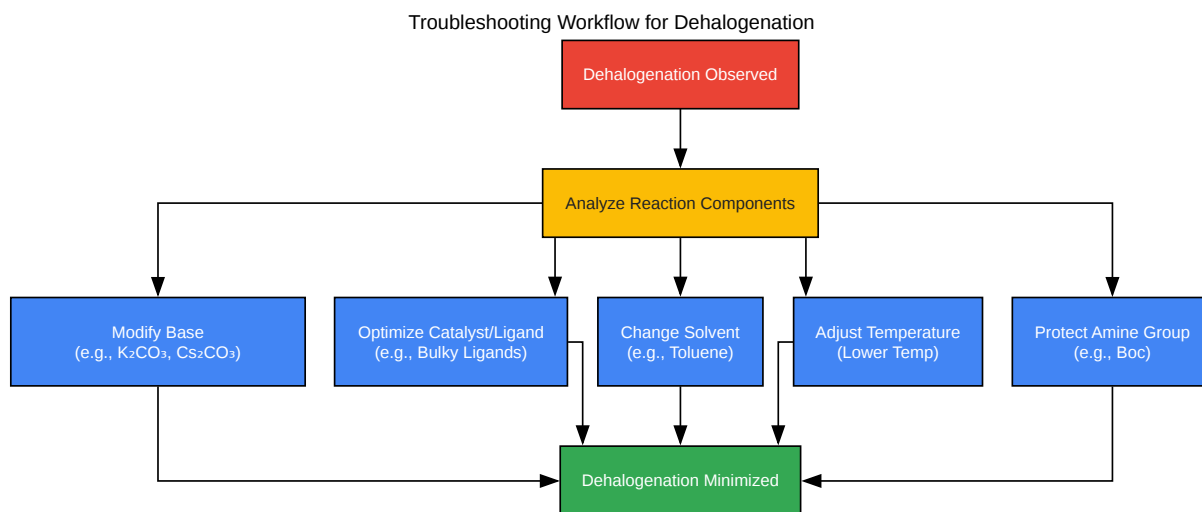 Troubleshooting Workflow for Dehalogenation
Dehalogenation Observed
Analyze Reaction Components
Modify Base
(e.g., K₂CO₃, Cs₂CO₃)
Optimize Catalyst/Ligand
(e.g., Bulky Ligands)
Change Solvent
(e.g., Toluene)
Adjust Temperature
(Lower Temp)
Protect Amine Group
(e.g., Boc)
Dehalogenation Minimized